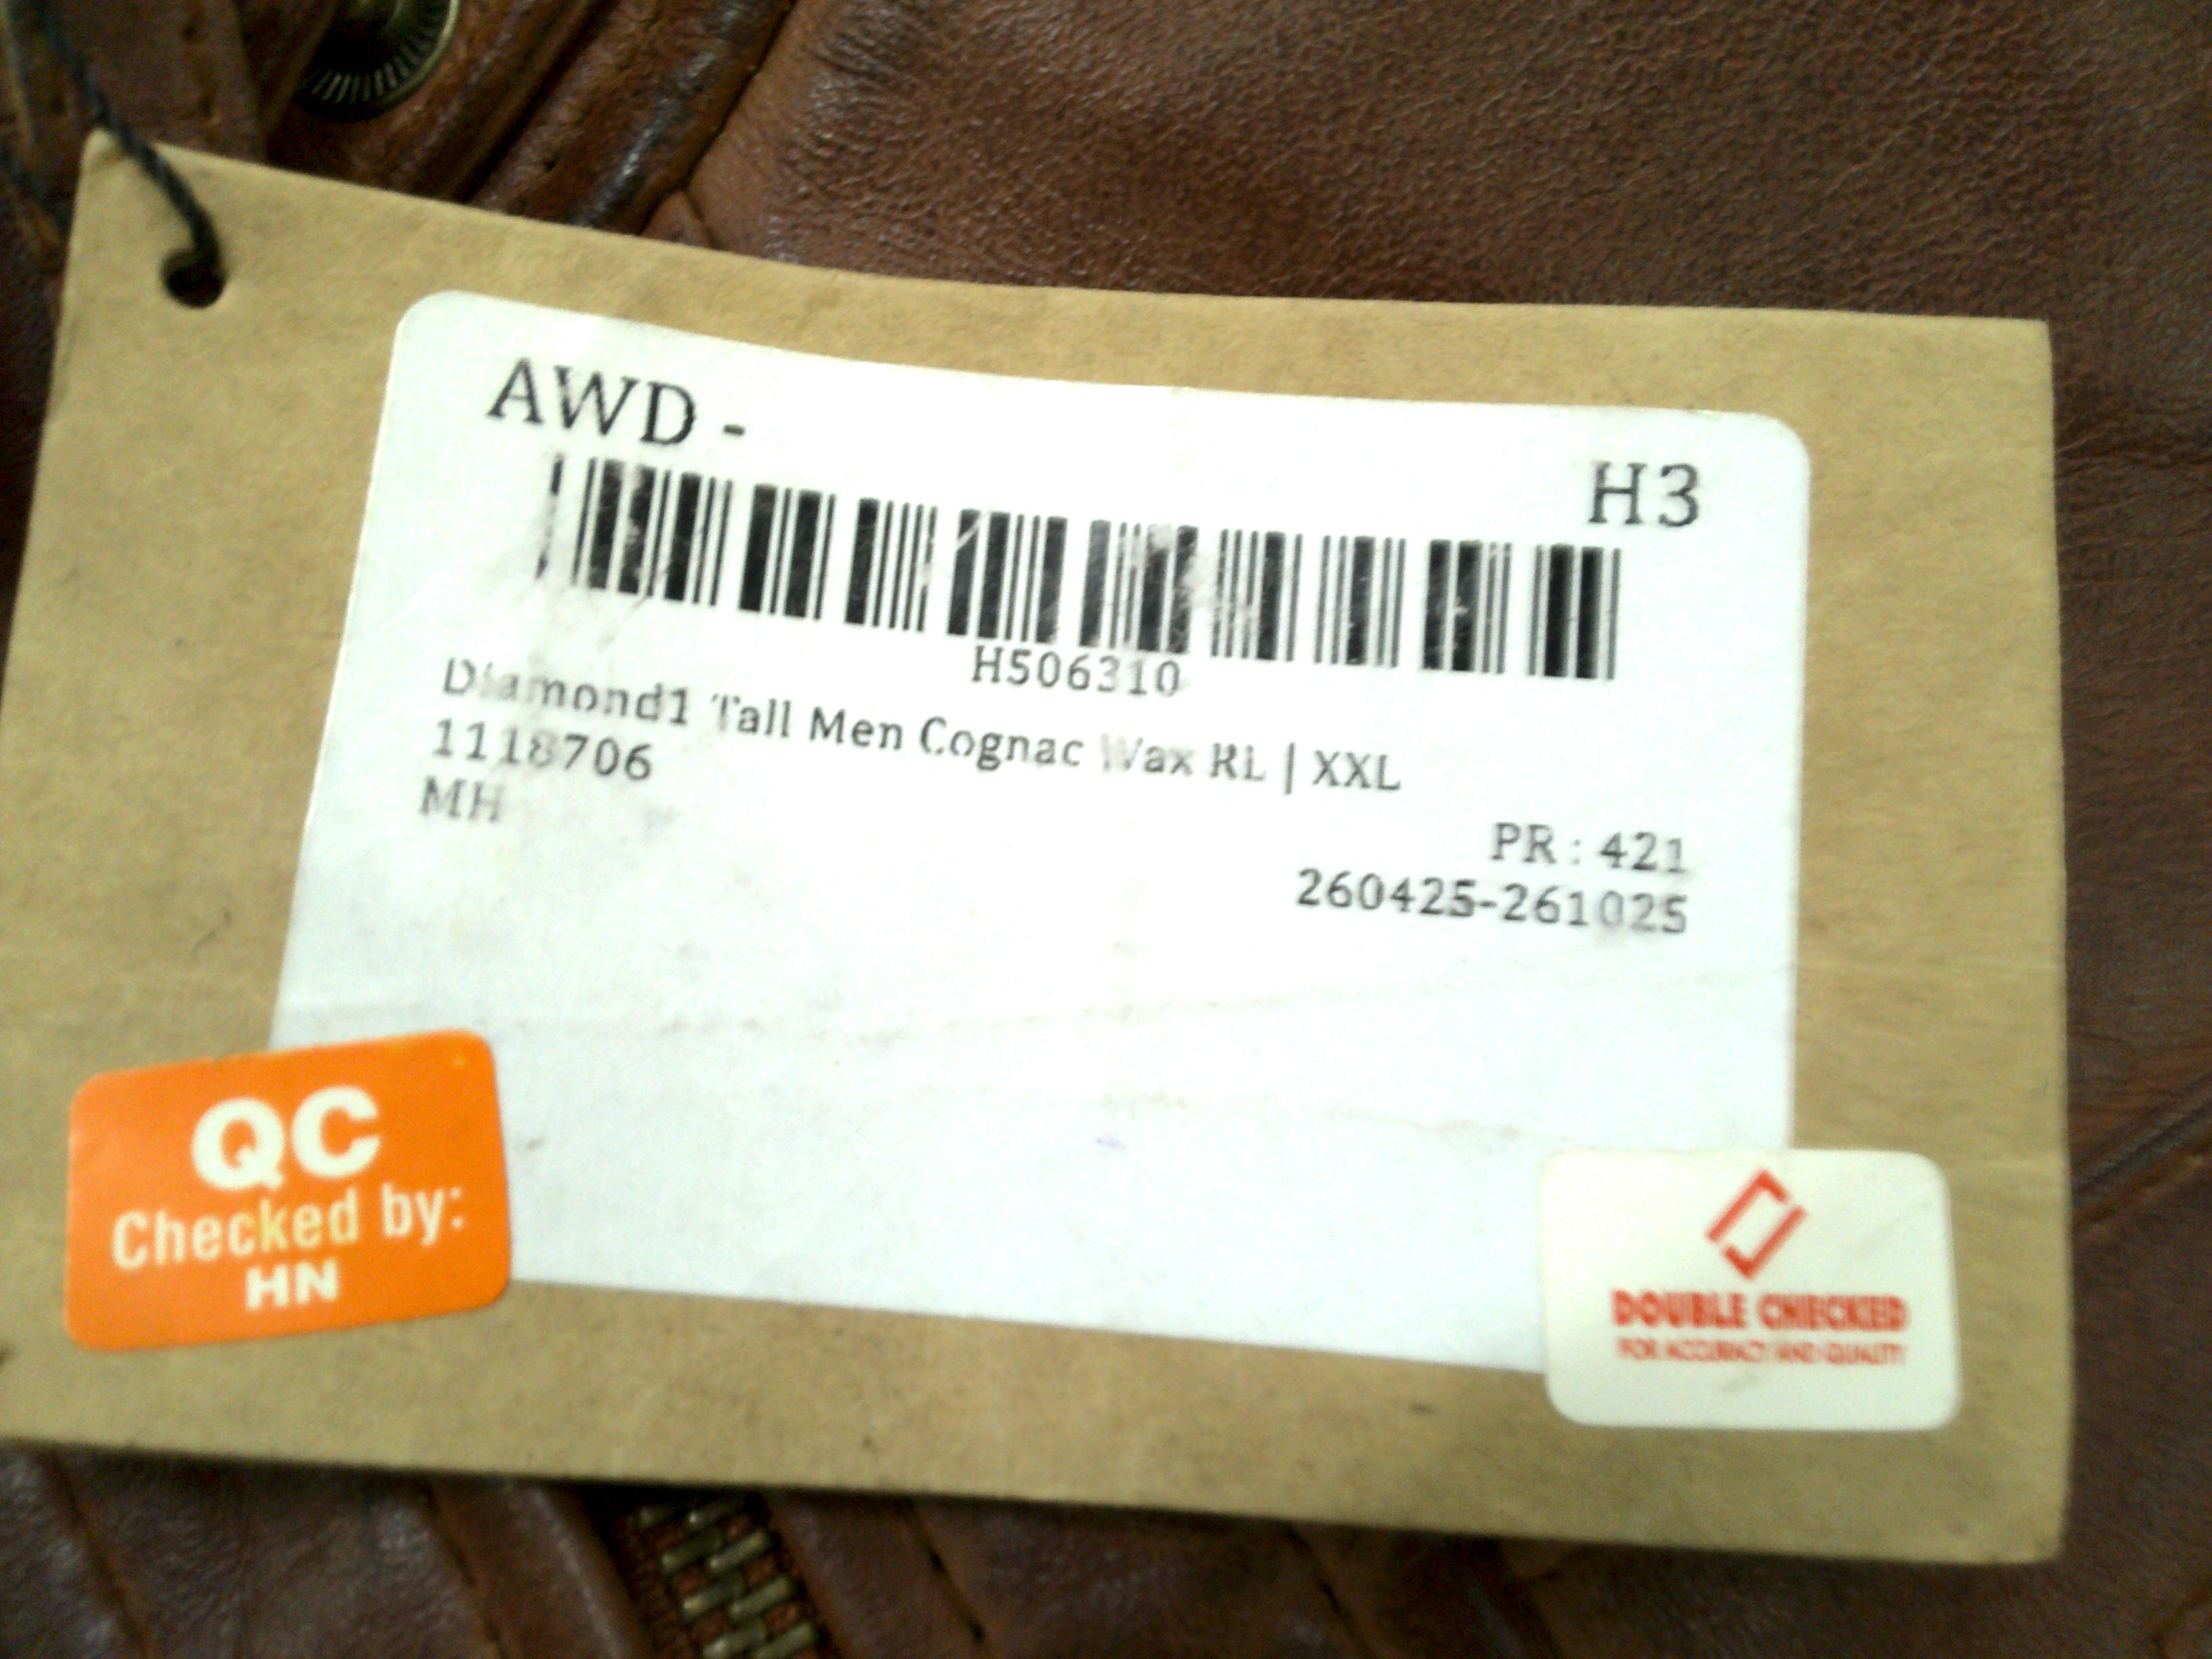 AWD -
H3
H506310
Diamond1 Tall Men Cognac Wax RL | XXL
1118706
MH
PR : 421
260425-261025
QC
Checked by:
HN
DOUBLE CHECKED
FOR ACCURACY AND QUALITY